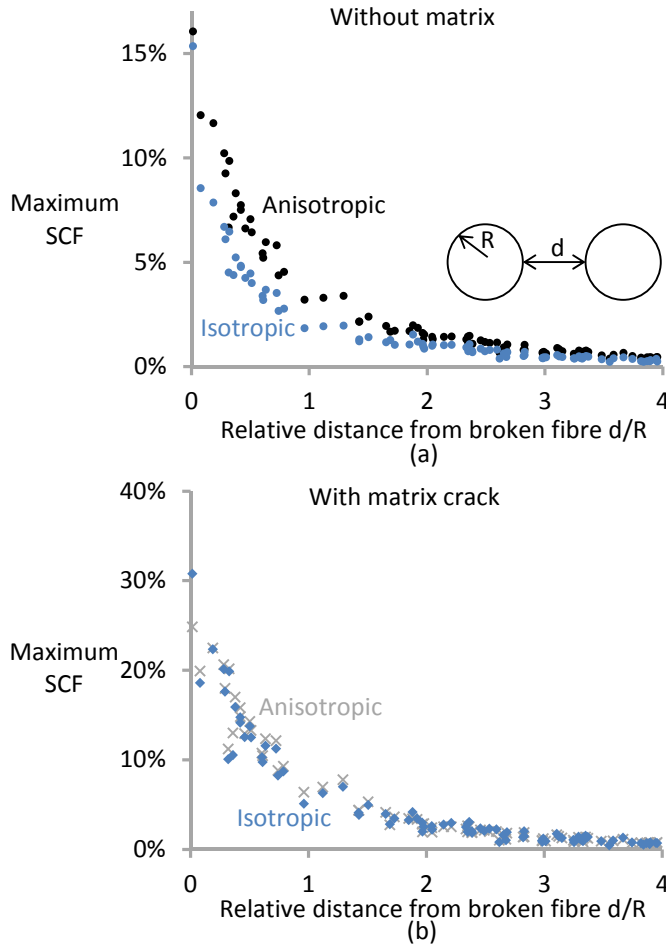 Without matrix
15%
10%
5%
0%
Maximum
SCF
Anisotropic
Isotropic
R
d
0 1 2 3 4
Relative distance from broken fibre d/R
(a)
With matrix crack
40%
30%
20%
10%
0%
Maximum
SCF
Anisotropic
Isotropic
0 1 2 3 4
Relative distance from broken fibre d/R
(b)